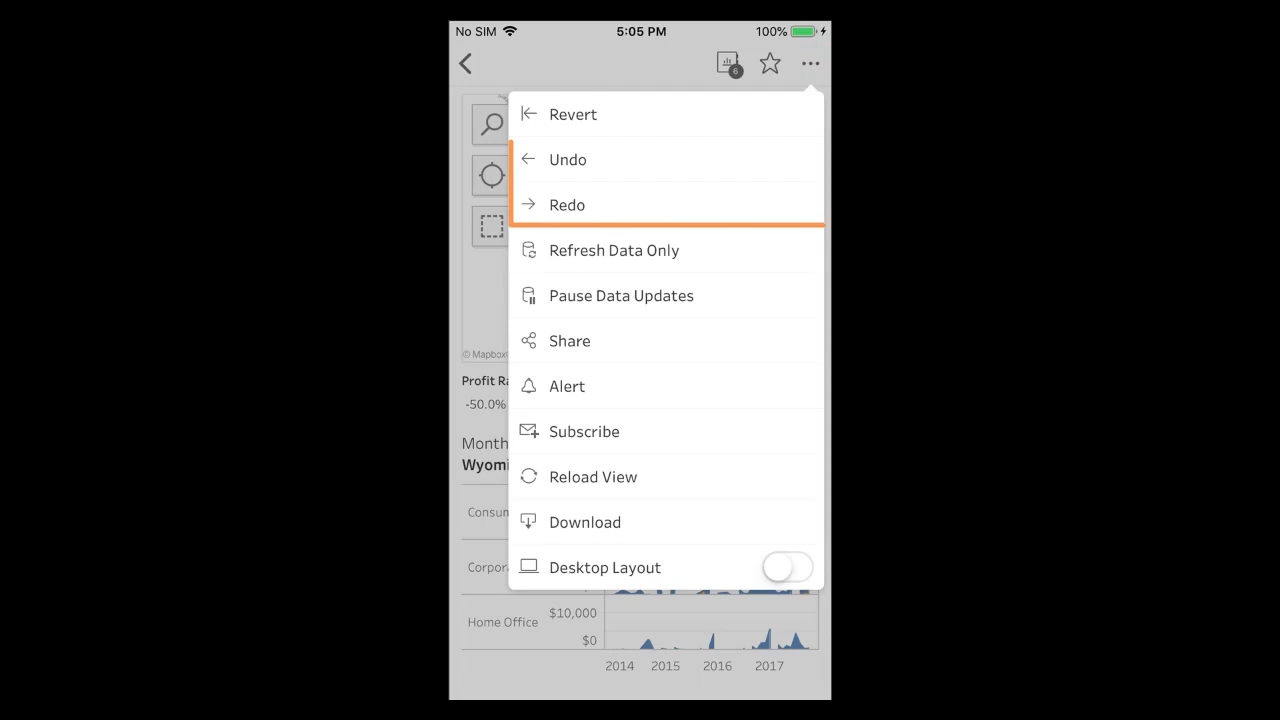 No SIM 5:05 PM 100%
6
Revert
Undo
Redo
Refresh Data Only
Pause Data Updates
Share
Alert
Subscribe
Reload View
Download
Desktop Layout
© Mapbox
Profit Ra
-50.0%
Month
Wyomi
Consum
Corpora
Home Office $10,000
$0
2014 2015 2016 2017